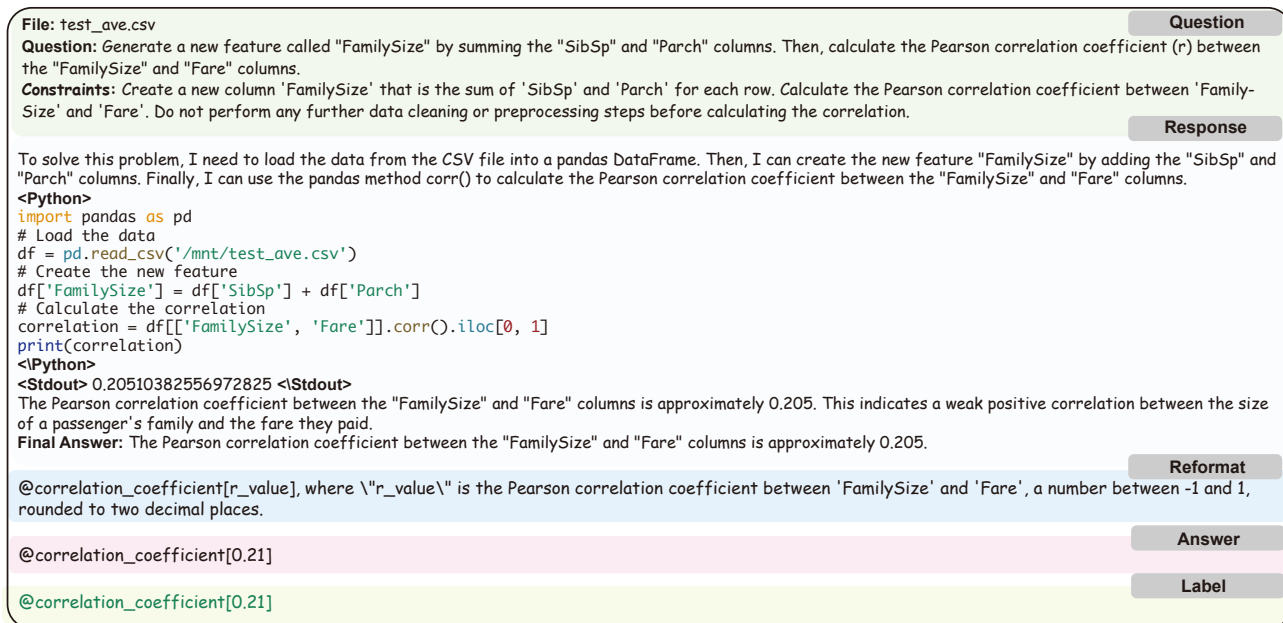 File: test_ave.csv
Question
Question: Generate a new feature called "FamilySize" by summing the "SibSp" and "Parch" columns. Then, calculate the Pearson correlation coefficient (r) between
the "FamilySize" and "Fare" columns.
Constraints: Create a new column 'FamilySize' that is the sum of 'SibSp' and 'Parch' for each row. Calculate the Pearson correlation coefficient between 'Family-
Size' and 'Fare'. Do not perform any further data cleaning or preprocessing steps before calculating the correlation.
Response
To solve this problem, I need to load the data from the CSV file into a pandas DataFrame. Then, I can create the new feature "FamilySize" by adding the "SibSp" and
"Parch" columns. Finally, I can use the pandas method corr() to calculate the Pearson correlation coefficient between the "FamilySize" and "Fare" columns.
<Python>
import pandas as pd
# Load the data
df = pd.read_csv('/mnt/test_ave.csv')
# Create the new feature
df['FamilySize'] = df['SibSp'] + df['Parch']
# Calculate the correlation
correlation = df[['FamilySize', 'Fare']].corr().iloc[0, 1]
print(correlation)
<\Python>
<Stdout> 0.20510382556972825 <\Stdout>
The Pearson correlation coefficient between the "FamilySize" and "Fare" columns is approximately 0.205. This indicates a weak positive correlation between the size
of a passenger's family and the fare they paid.
Final Answer: The Pearson correlation coefficient between the "FamilySize" and "Fare" columns is approximately 0.205.
Reformat
@correlation_coefficient[r_value], where \"r_value\" is the Pearson correlation coefficient between 'FamilySize' and 'Fare', a number between -1 and 1,
rounded to two decimal places.
Answer
@correlation_coefficient[0.21]
Label
@correlation_coefficient[0.21]